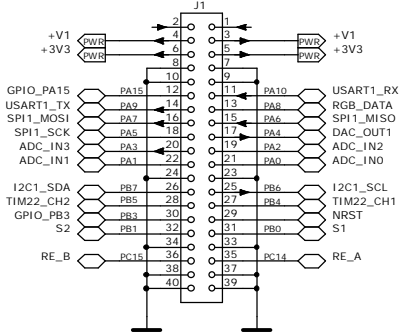 J1
2 1
+V1 PWR 4 3 PWR +V1
+3V3 PWR 6 5 PWR +3V3
8 7
10 9
GPIO_PA15 PA15 12 11 PA10 USART1_RX
USART1_TX PA9 14 13 PA8 RGB_DATA
SPI1_MOSI PA7 16 15 PA6 SPI1_MISO
SPI1_SCK PA5 18 17 PA4 DAC_OUT1
ADC_IN3 PA3 20 19 PA2 ADC_IN2
ADC_IN1 PA1 22 21 PA0 ADC_IN0
24 23
I2C1_SDA PB7 26 25 PB6 I2C1_SCL
TIM22_CH2 PB5 28 27 PB4 TIM22_CH1
GPIO_PB3 PB3 30 29 NRST
S2 PB1 32 31 PB0 S1
34 33
RE_B PC15 36 35 PC14 RE_A
38 37
40 39